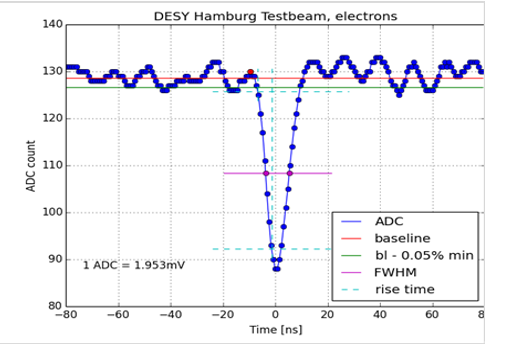 DESY Hamburg Testbeam, electrons
140
130
120
110
100
90
80
ADC count
1 ADC = 1.953mV
ADC
baseline
bl - 0.05% min
FWHM
rise time
−80 −60 −40 −20 0 20 40 60 8
Time [ns]